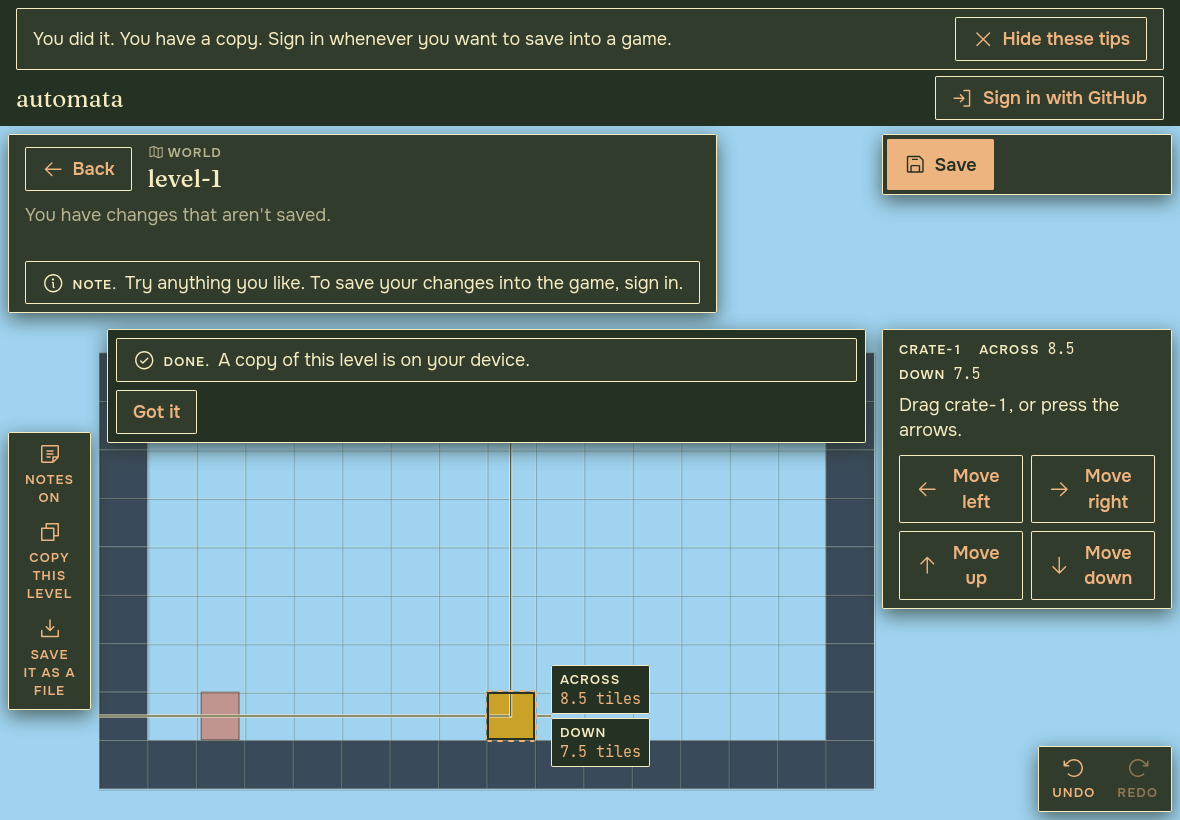 You did it. You have a copy. Sign in whenever you want to save into a game.
Hide these tips
automata
Sign in with GitHub
Back
WORLD
level-1
You have changes that aren't saved.
NOTE. Try anything you like. To save your changes into the game, sign in.
Save
DONE. A copy of this level is on your device.
Got it
CRATE-1 ACROSS 8.5
DOWN 7.5
Drag crate-1, or press the
arrows.
Move
left
Move
right
Move
up
Move
down
NOTES
ON
COPY
THIS
LEVEL
SAVE
IT AS A
FILE
ACROSS
8.5 tiles
DOWN
7.5 tiles
UNDO
REDO